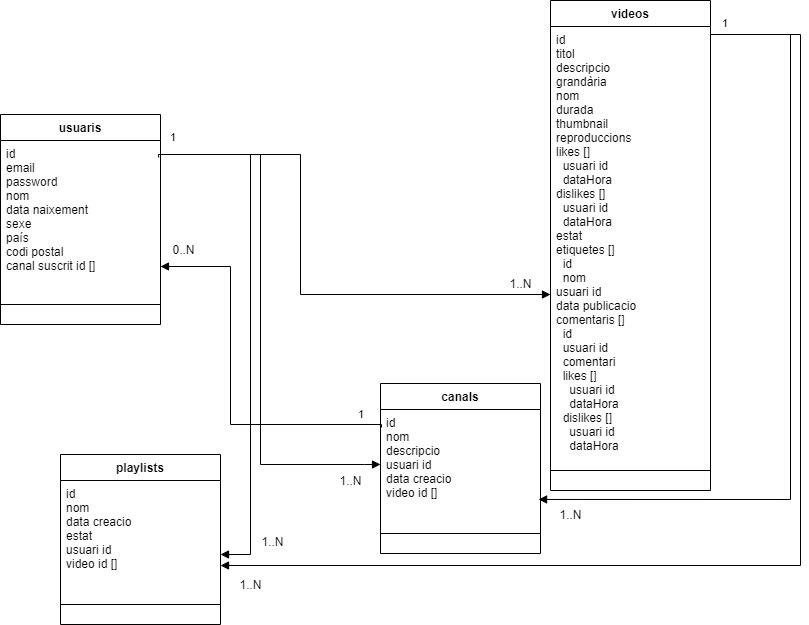 videos
1
id
titol
descripcio
grandària
nom
durada
thumbnail
reproduccions
likes []
usuari id
dataHora
dislikes []
usuari id
dataHora
estat
etiquetes []
id
nom
usuari id
data publicacio
comentaris []
id
usuari id
comentari
likes []
usuari id
dataHora
dislikes []
usuari id
dataHora
usuaris
1
id
email
password
nom
data naixement
sexe
país
codi postal
canal suscrit id []
0..N
1..N
canals
1
id
nom
descripcio
usuari id
data creacio
video id []
1..N
1..N
playlists
id
nom
data creacio
estat
usuari id
video id []
1..N
1..N